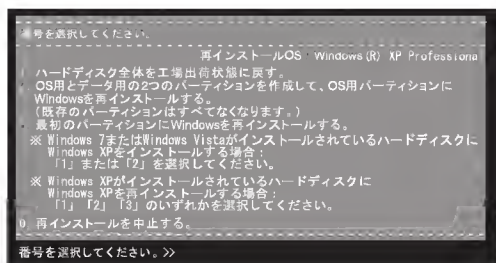 号を選択してください。
再インストールOS : Windows(R) XP Professiona
ハードディスク全体を工場出荷状態に戻す。
OS用とデータ用の2つのパーティションを作成して、OS用パーティションに
Windowsを再インストールする。
(既存のパーティションはすべてなくなります。)
最初のパーティションにWindowsを再インストールする。
※ Windows 7またはWindows Vistaがインストールされているハードディスクに
Windows XPをインストールする場合:
「1」または「2」を選択してください。
※ Windows XPがインストールされているハードディスクに
Windows XPを再インストールする場合:
「1」「2」「3」のいずれかを選択してください。
0 再インストールを中止する。
番号を選択してください。>>